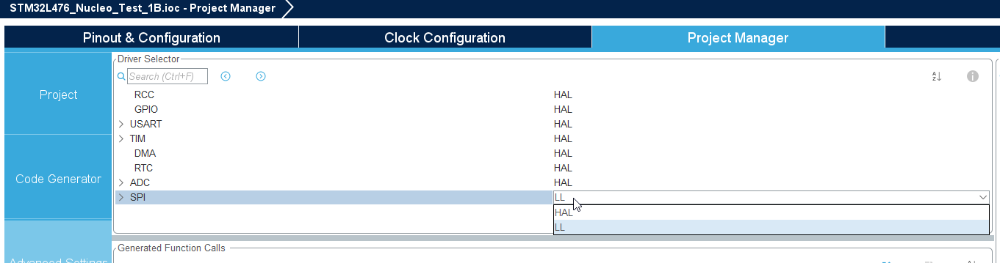 STM32L476_Nucleo_Test_1B.ioc - Project Manager
Pinout & Configuration Clock Configuration Project Manager
Driver Selector
Search (Ctrl+F)
Project
RCC HAL
GPIO HAL
USART HAL
TIM HAL
DMA HAL
RTC HAL
Code Generator
ADC HAL
SPI LL
HAL
LL
Generated Function Calls
Advanced Settings